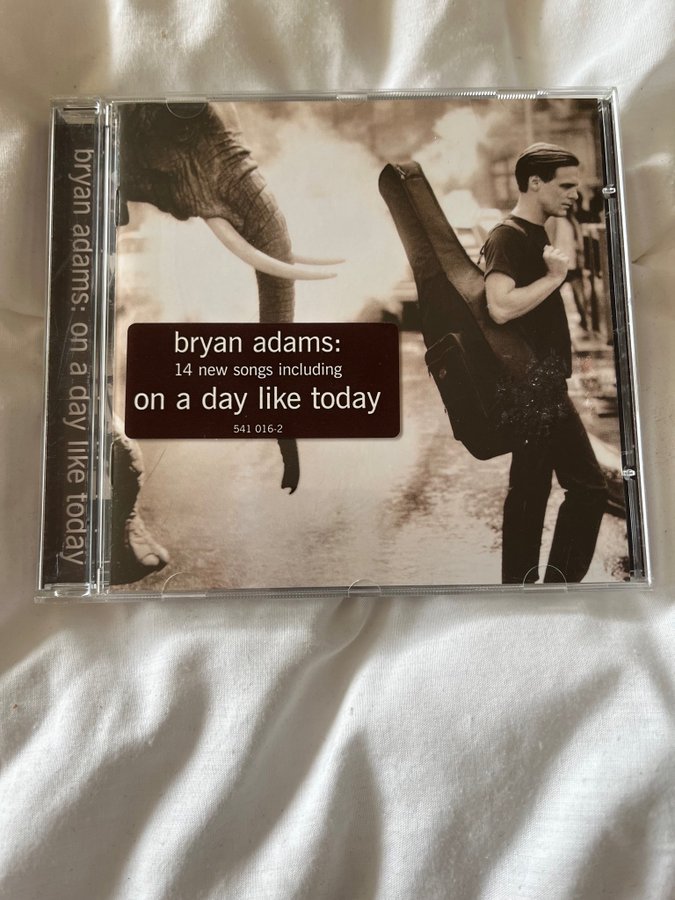 bryan adams: on a day like today
bryan adams:
14 new songs including
on a day like today
541 016-2